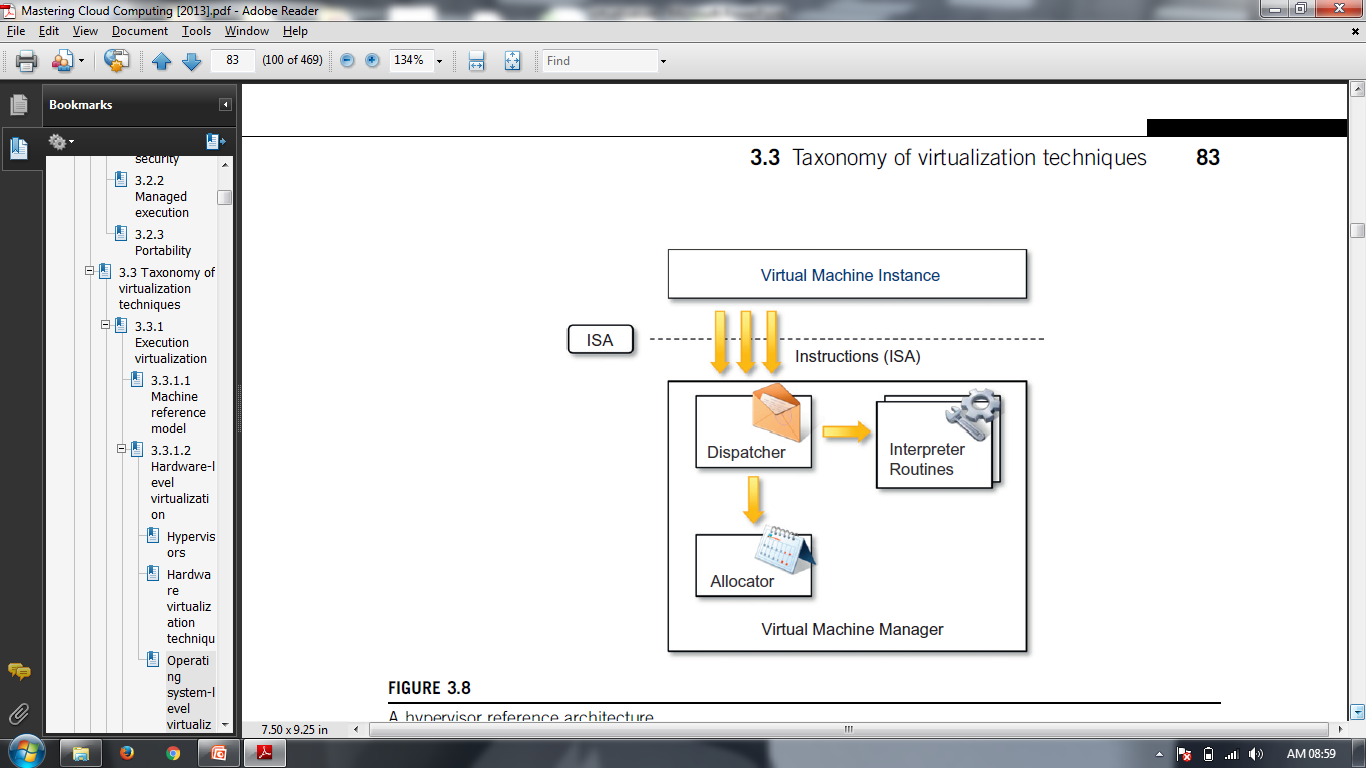 Mastering Cloud Computing [2013].pdf - Adobe Reader
File Edit View Document Tools Window Help
83 (100 of 469) 134% Find
Bookmarks
security
3.2.2
Managed
execution
3.2.3
Portability
3.3 Taxonomy of
virtualization
techniques
3.3.1
Execution
virtualization
3.3.1.1
Machine
reference
model
3.3.1.2
Hardware-l
evel
virtualizati
on
Hypervis
ors
Hardwa
re
virtualiz
ation
techniqu
Operati
ng
system-l
evel
virtualiz
3.3 Taxonomy of virtualization techniques 83
Virtual Machine Instance
ISA
Instructions (ISA)
Dispatcher
Interpreter
Routines
Allocator
Virtual Machine Manager
FIGURE 3.8
A hypervisor reference architecture
7.50 x 9.25 in
AM 08:59